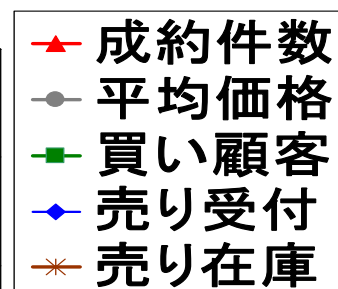 成約件数
平均価格
買い顧客
売り受付
売り在庫